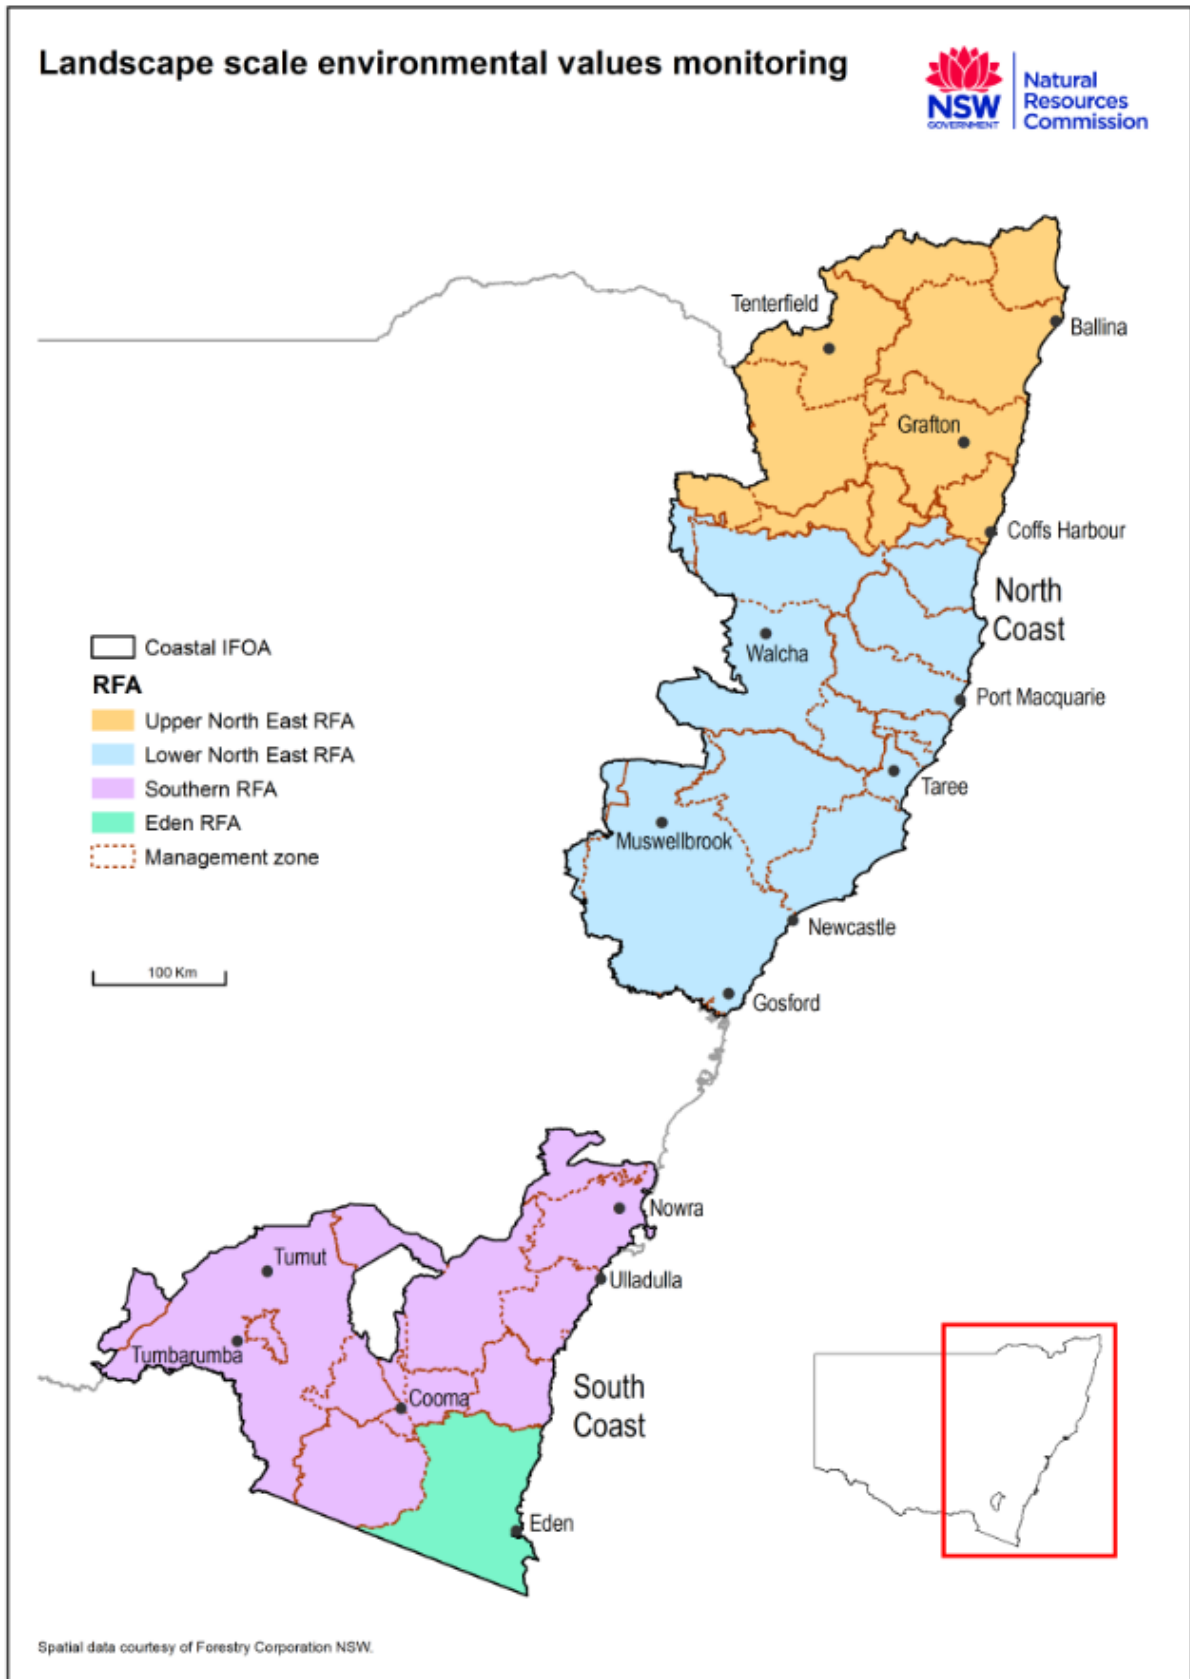 Landscape scale environmental values monitoring
NSW
GOVERNMENT
Natural
Resources
Commission
Tenterfield
Ballina
Grafton
Coffs Harbour
North
Coast
Walcha
Port Macquarie
Taree
Muswellbrook
Newcastle
Gosford
Coastal IFOA
RFA
Upper North East RFA
Lower North East RFA
Southern RFA
Eden RFA
Management zone
100 Km
Nowra
Tumut
Ulladulla
Tumbarumba
Cooma
South
Coast
Eden
Spatial data courtesy of Forestry Corporation NSW.